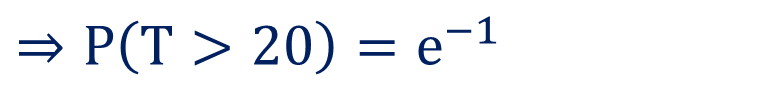 ⇒ P(T > 20) = e⁻¹